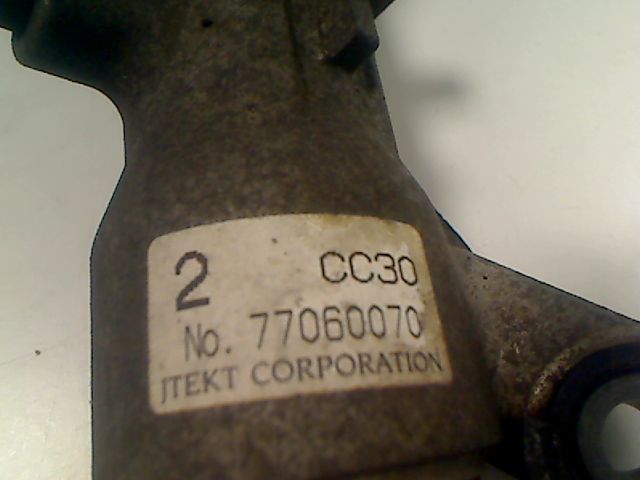 2 CC30
No. 77060070
JTEKT CORPORATION